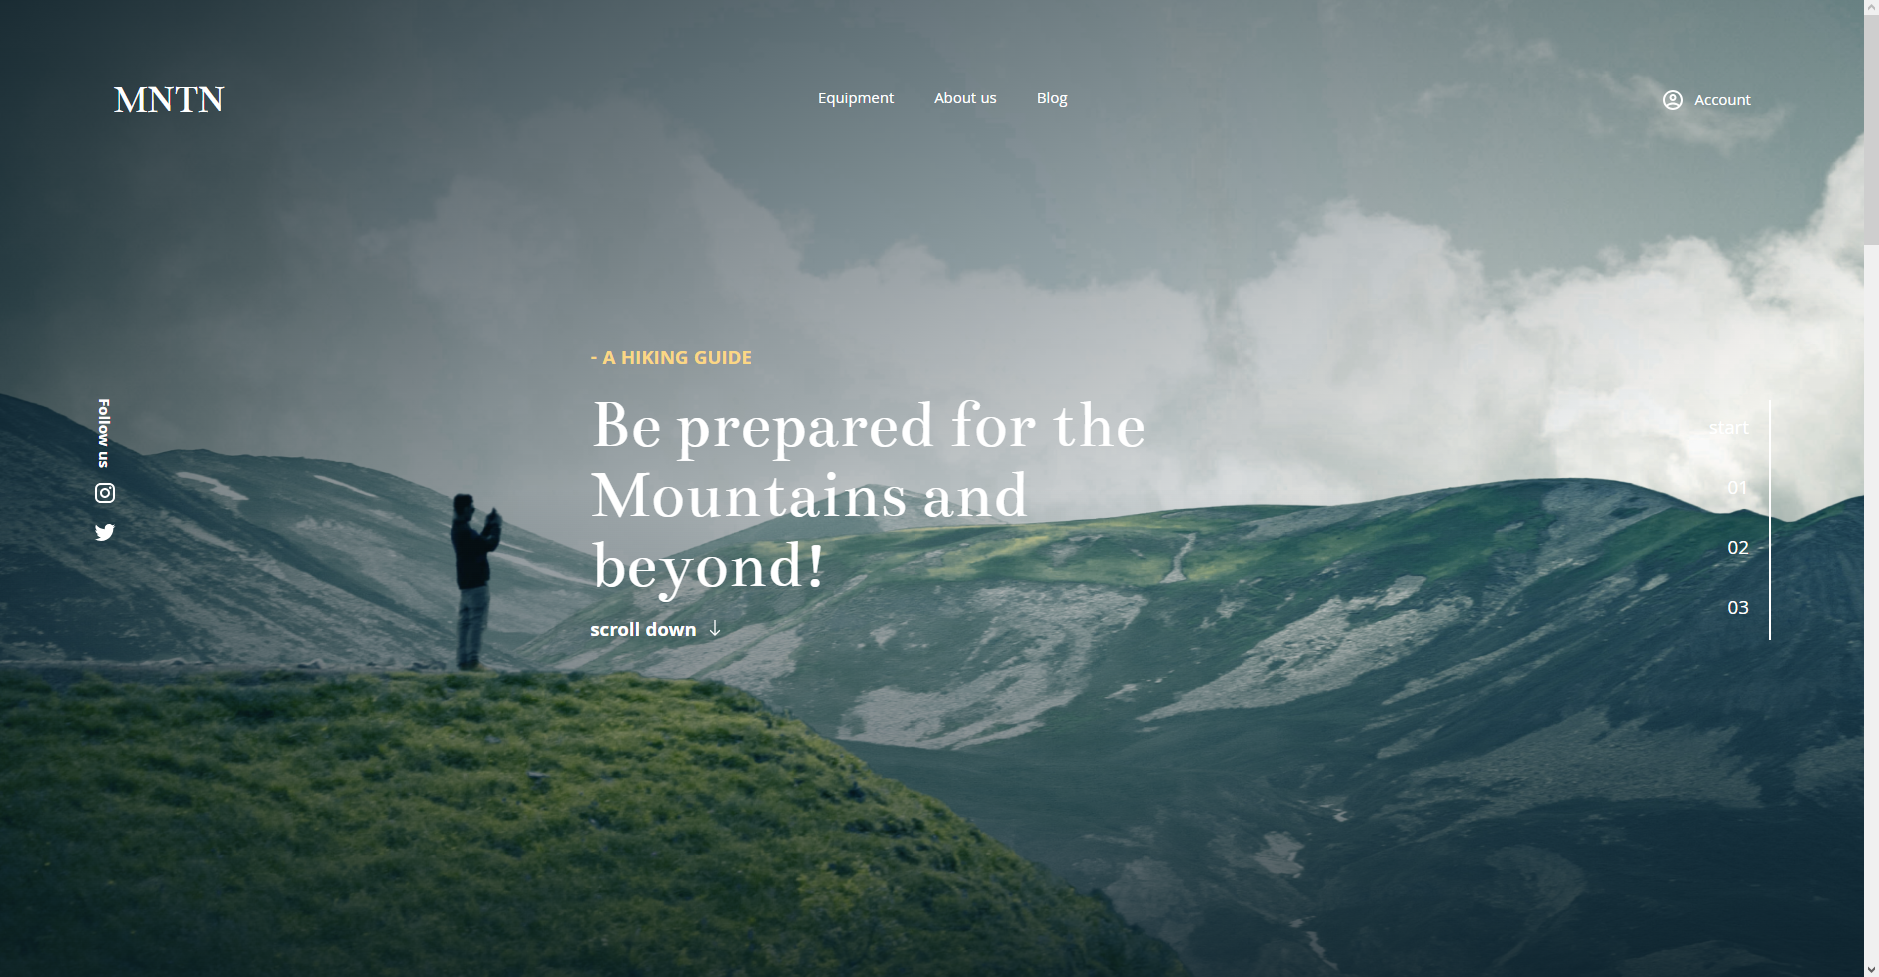 MNTN
Equipment
About us
Blog
Account
- A HIKING GUIDE
Be prepared for the
Mountains and
beyond!
scroll down
Follow us
start
01
02
03